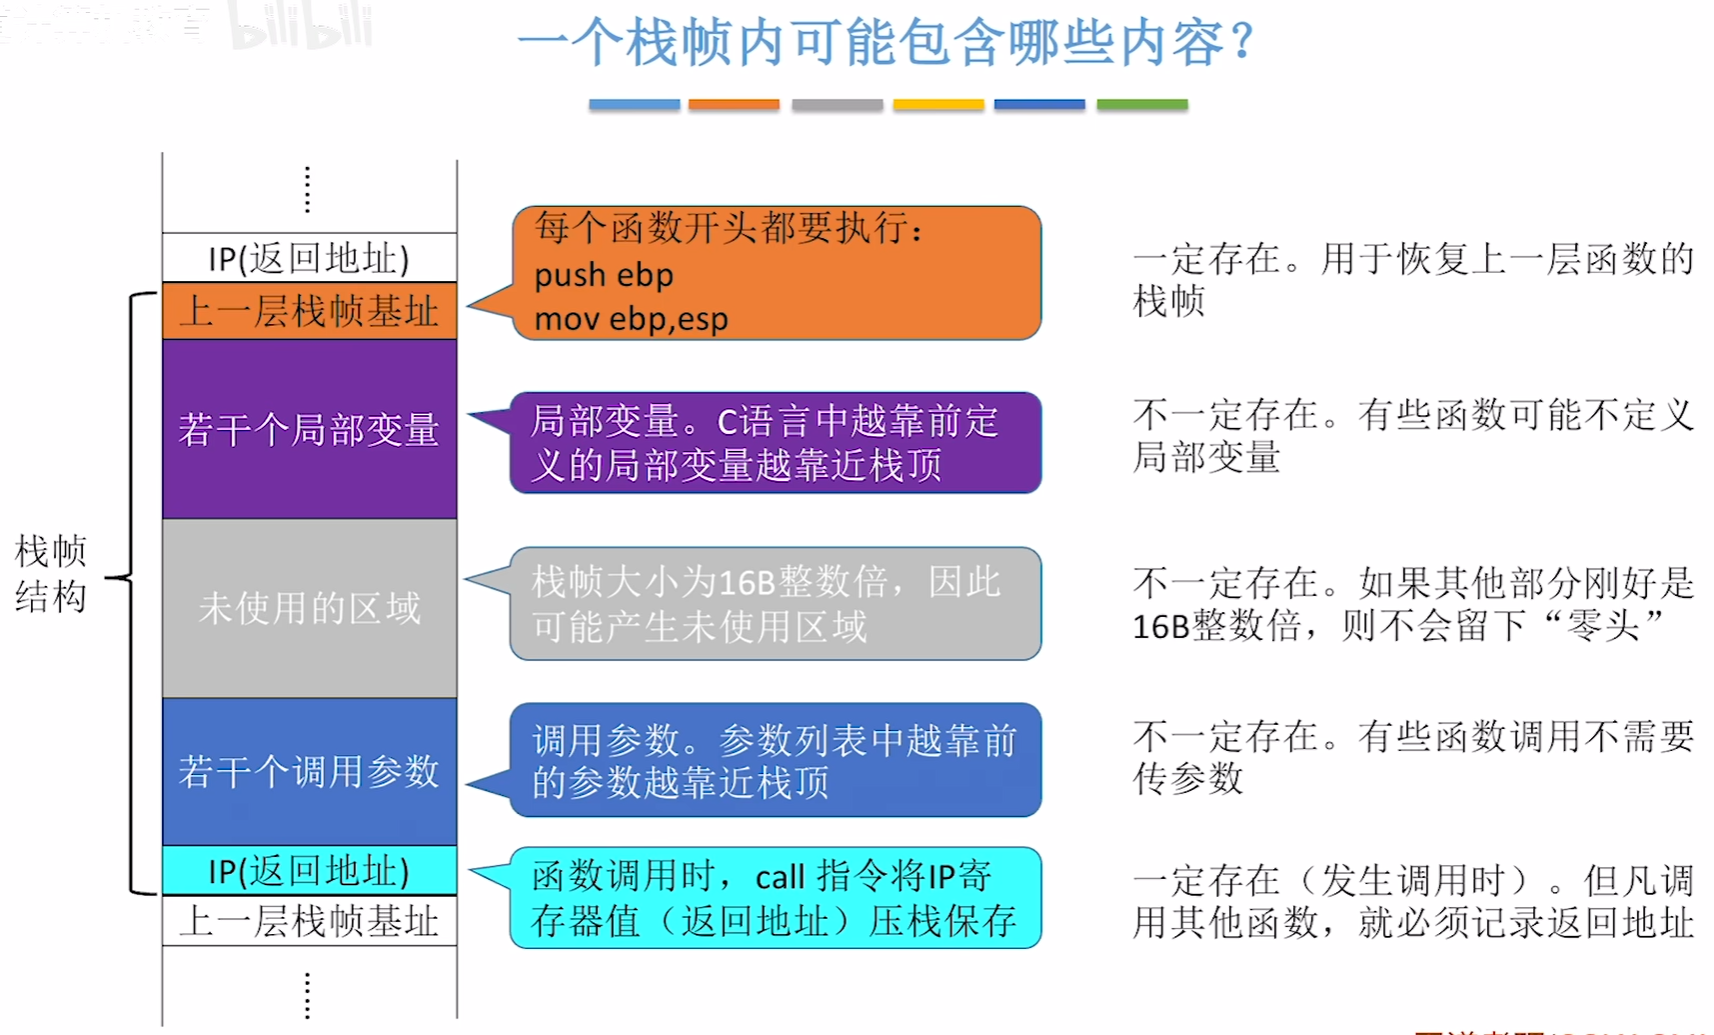 bilibili
一个栈帧内可能包含哪些内容?
IP(返回地址)
上一层栈帧基址
若干个局部变量
未使用的区域
若干个调用参数
IP(返回地址)
上一层栈帧基址
栈帧
结构
每个函数开头都要执行:
push ebp
mov ebp,esp
一定存在。用于恢复上一层函数的
栈帧
局部变量。C语言中越靠前定
义的局部变量越靠近栈顶
不一定存在。有些函数可能不定义
局部变量
栈帧大小为16B整数倍,因此
可能产生未使用区域
不一定存在。如果其他部分刚好是
16B整数倍,则不会留下“零头”
调用参数。参数列表中越靠前
的参数越靠近栈顶
不一定存在。有些函数调用不需要
传参数
函数调用时,call 指令将IP寄
存器值（返回地址）压栈保存
一定存在（发生调用时）。但凡调
用其他函数，就必须记录返回地址